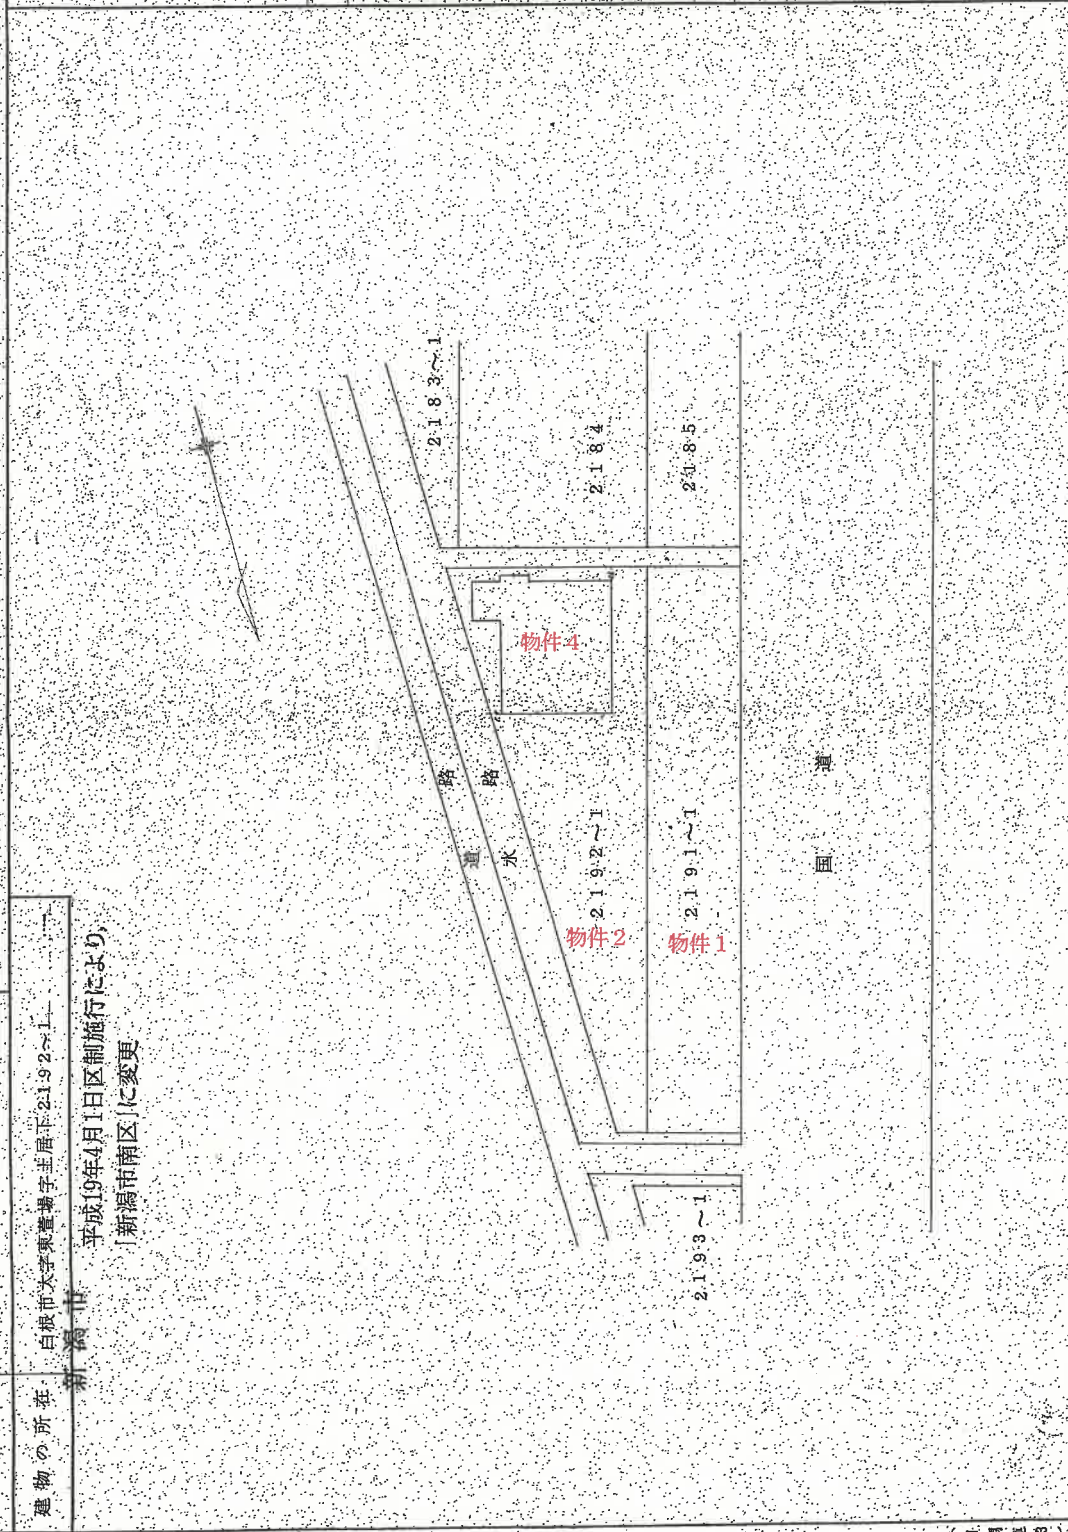 建物の所在 白根市大字東萱場字土居下2192~1
新潟市
平成19年4月1日区制施行により,
「新潟市南区」に変更
2183~1
2184
2185
物件4
道路
水路
2192~1
物件2
2191~1
物件1
国道
2193~1